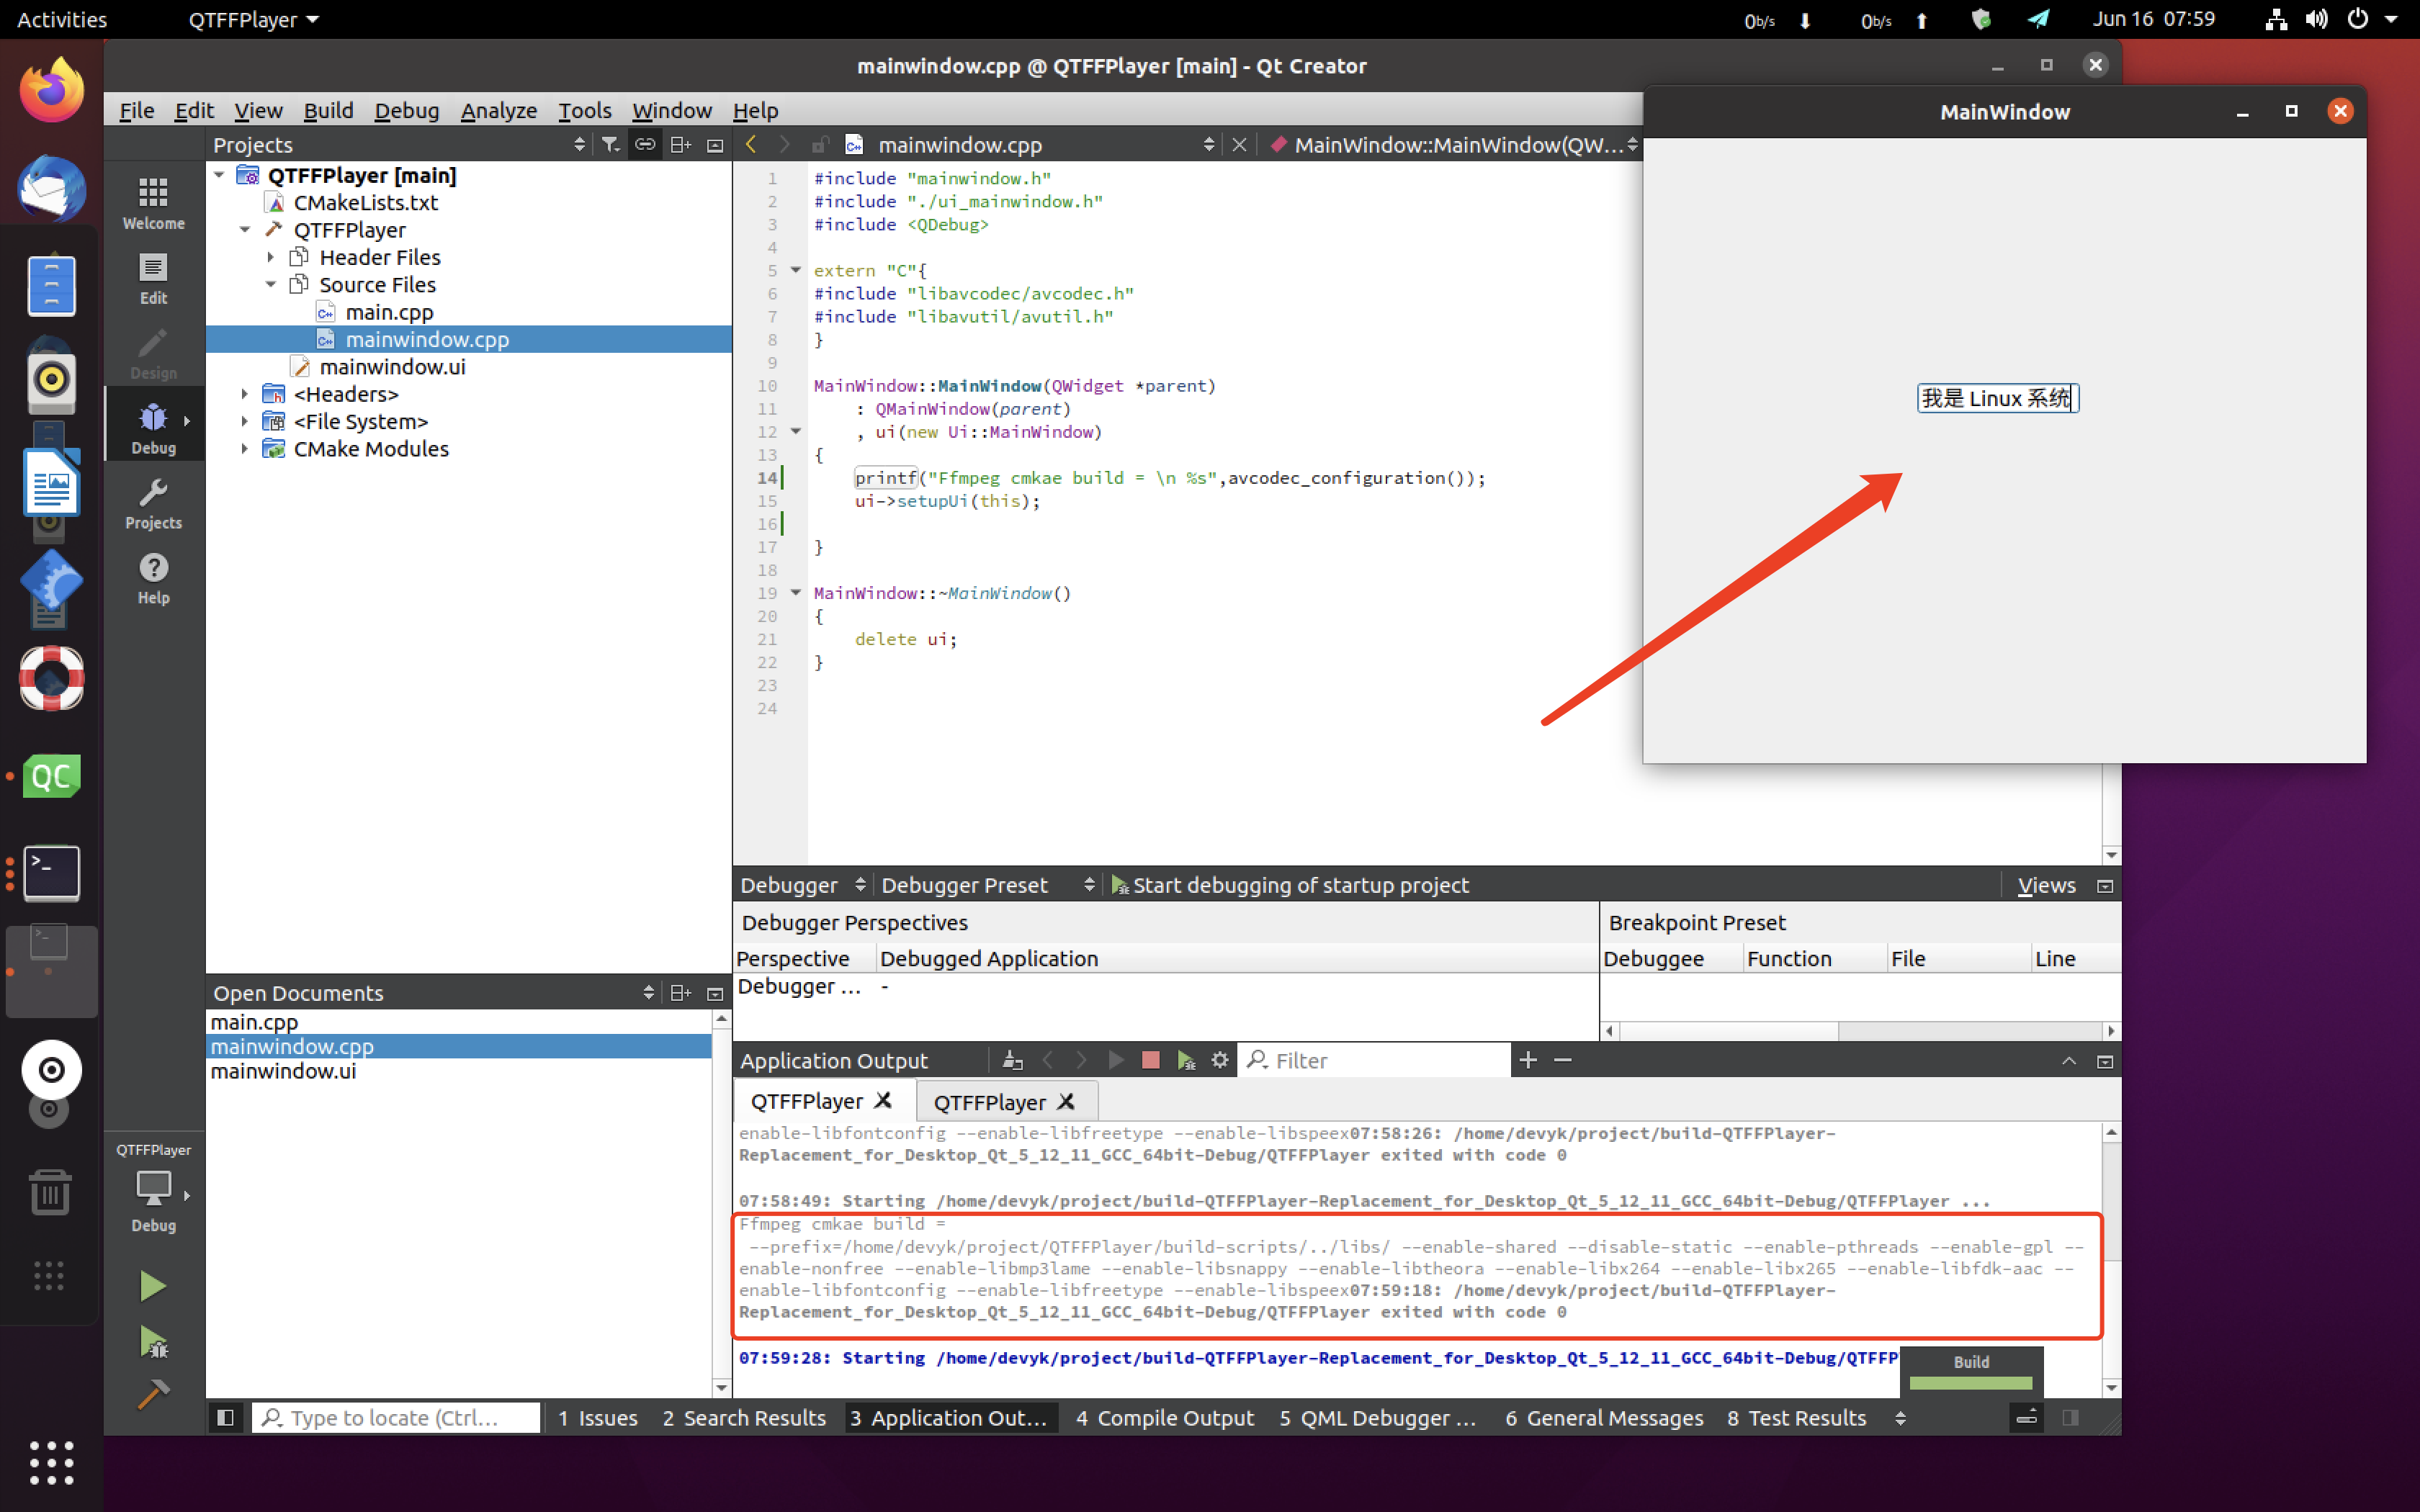 Activities
QTFFPlayer
0b/s
0b/s
Jun 16 07:59
mainwindow.cpp @ QTFFPlayer [main] - Qt Creator
File Edit View Build Debug Analyze Tools Window Help
MainWindow
我是 Linux 系统
Welcome
Edit
Design
Debug
Projects
Help
QTFFPlayer
Debug
QC
Projects
QTFFPlayer [main]
CMakeLists.txt
QTFFPlayer
Header Files
Source Files
main.cpp
mainwindow.cpp
mainwindow.ui
<Headers>
<File System>
CMake Modules
Open Documents
main.cpp
mainwindow.cpp
mainwindow.ui
mainwindow.cpp
MainWindow::MainWindow(QW...
1 #include "mainwindow.h"
2 #include "./ui_mainwindow.h"
3 #include <QDebug>
4
5 extern "C"{
6 #include "libavcodec/avcodec.h"
7 #include "libavutil/avutil.h"
8 }
9
10 MainWindow::MainWindow(QWidget *parent)
11 : QMainWindow(parent)
12 , ui(new Ui::MainWindow)
13 {
14 printf("Ffmpeg cmkae build = \n %s",avcodec_configuration());
15 ui->setupUi(this);
16
17 }
18
19 MainWindow::~MainWindow()
20 {
21 delete ui;
22 }
23
24
Debugger
Debugger Preset
Start debugging of startup project
Views
Debugger Perspectives
Perspective Debugged Application
Debugger ... -
Breakpoint Preset
Debuggee Function File Line
Application Output
Filter
QTFFPlayer
QTFFPlayer
enable-libfontconfig --enable-libfreetype --enable-libspeex07:58:26: /home/devyk/project/build-QTFFPlayer-
Replacement_for_Desktop_Qt_5_12_11_GCC_64bit-Debug/QTFFPlayer exited with code 0
07:58:49: Starting /home/devyk/project/build-QTFFPlayer-Replacement_for_Desktop_Qt_5_12_11_GCC_64bit-Debug/QTFFPlayer ...
Ffmpeg cmkae build =
--prefix=/home/devyk/project/QTFFPlayer/build-scripts/../libs/ --enable-shared --disable-static --enable-pthreads --enable-gpl --
enable-nonfree --enable-libmp3lame --enable-libsnappy --enable-libtheora --enable-libx264 --enable-libx265 --enable-libfdk-aac --
enable-libfontconfig --enable-libfreetype --enable-libspeex07:59:18: /home/devyk/project/build-QTFFPlayer-
Replacement_for_Desktop_Qt_5_12_11_GCC_64bit-Debug/QTFFPlayer exited with code 0
07:59:28: Starting /home/devyk/project/build-QTFFPlayer-Replacement_for_Desktop_Qt_5_12_11_GCC_64bit-Debug/QTFFP
Build
Type to locate (Ctrl...
1 Issues
2 Search Results
3 Application Out...
4 Compile Output
5 QML Debugger ...
6 General Messages
8 Test Results